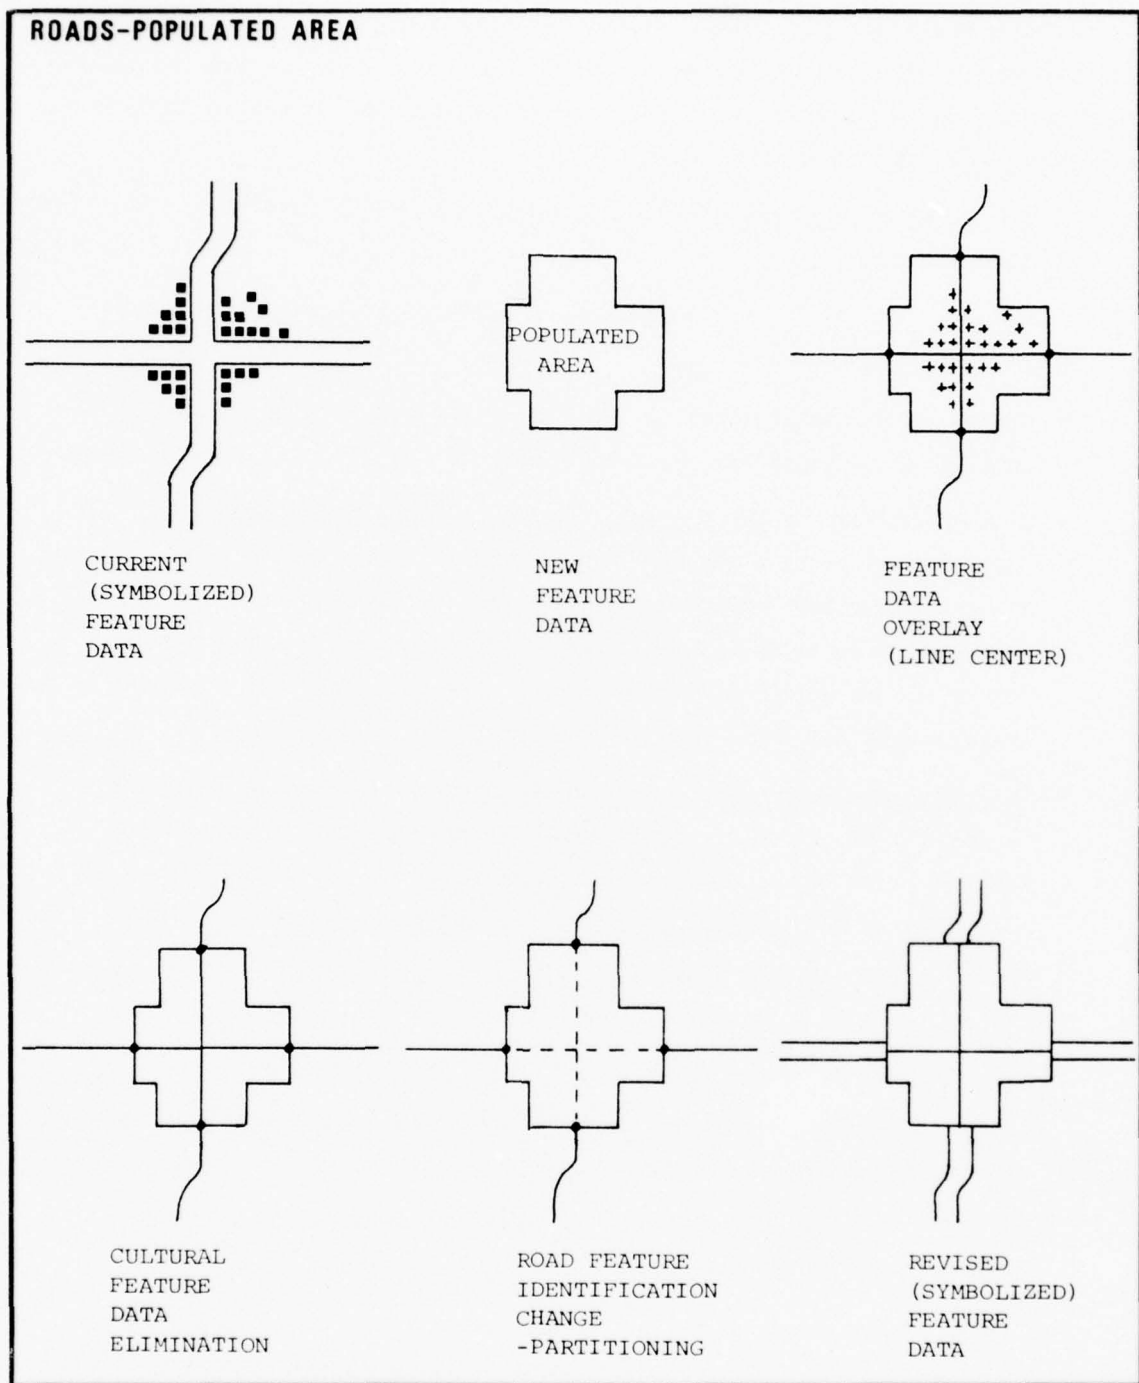 ROADS-POPULATED AREA
POPULATED
AREA
CURRENT
(SYMBOLIZED)
FEATURE
DATA
NEW
FEATURE
DATA
FEATURE
DATA
OVERLAY
(LINE CENTER)
CULTURAL
FEATURE
DATA
ELIMINATION
ROAD FEATURE
IDENTIFICATION
CHANGE
-PARTITIONING
REVISED
(SYMBOLIZED)
FEATURE
DATA